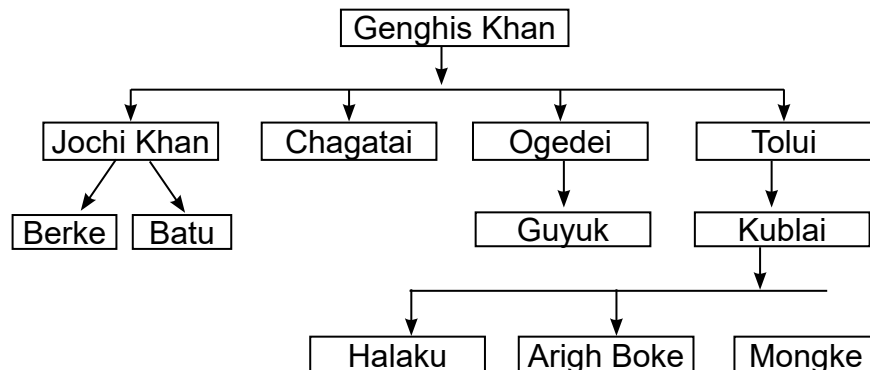 Genghis Khan
Jochi Khan Chagatai Ogedei Tolui
Berke Batu Guyuk Kublai
Halaku Arigh Boke Mongke